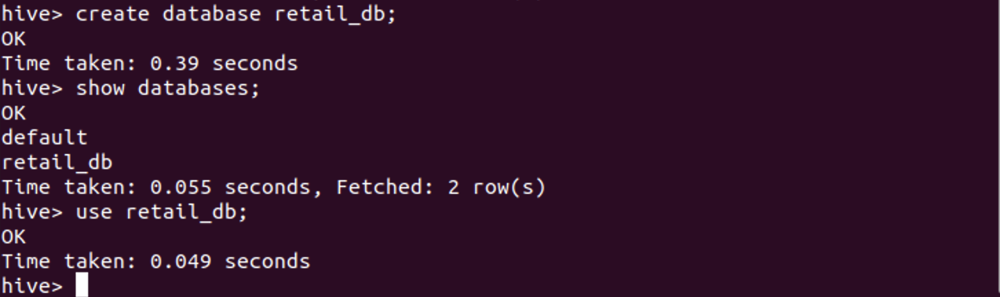 hive> create database retail_db;
OK
Time taken: 0.39 seconds
hive> show databases;
OK
default
retail_db
Time taken: 0.055 seconds, Fetched: 2 row(s)
hive> use retail_db;
OK
Time taken: 0.049 seconds
hive>